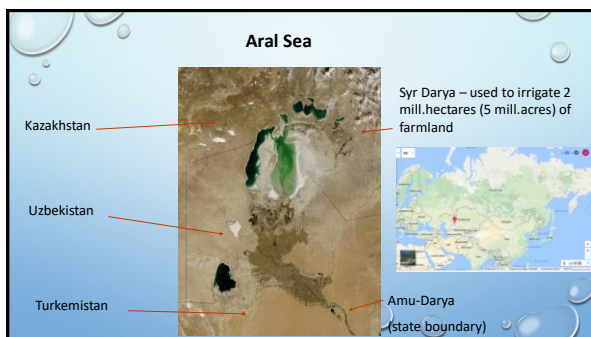 Aral Sea
Kazakhstan
Syr Darya – used to irrigate 2
mill.hectares (5 mill.acres) of
farmland
Uzbekistan
Turkemistan
Amu-Darya
(state boundary)